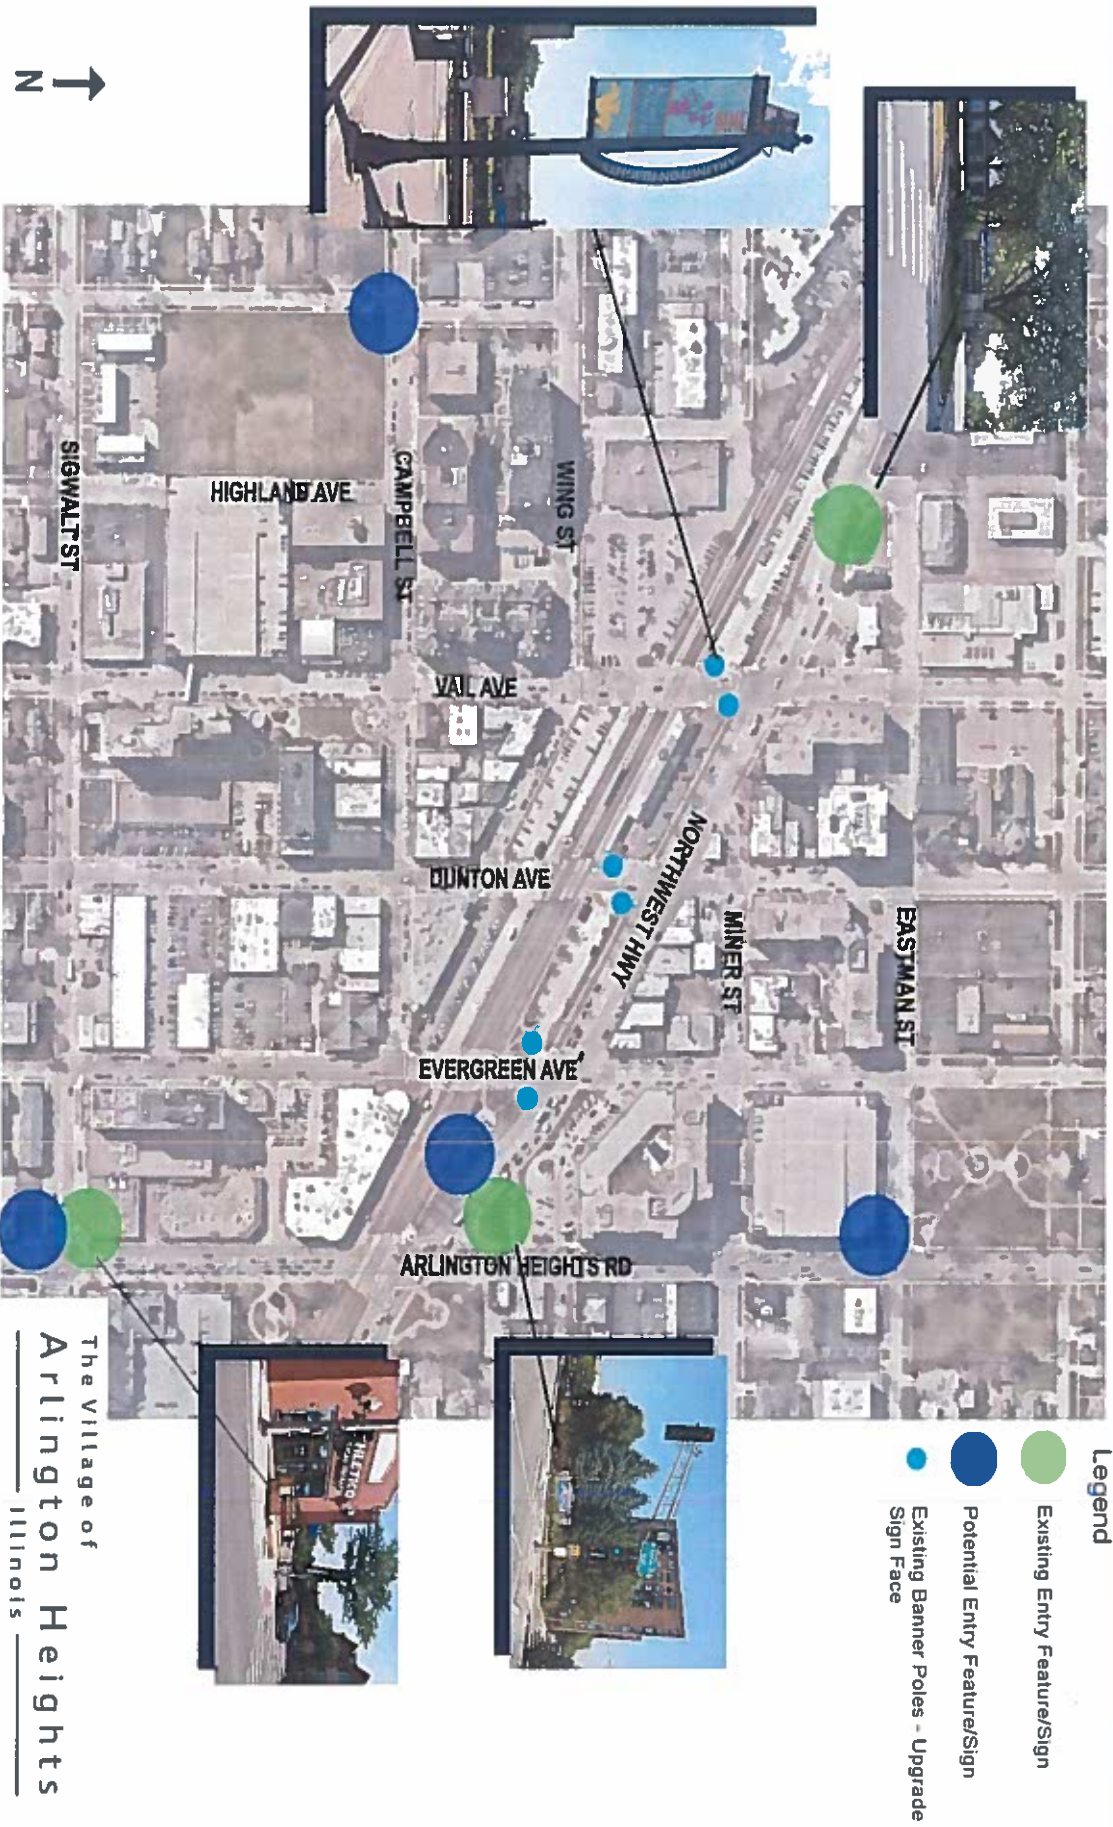 Legend
Existing Entry Feature/Sign
Potential Entry Feature/Sign
Existing Banner Poles - Upgrade
Sign Face
EASTMAN ST
MINER ST
NORTHWEST HWY
WING ST
CAMPBELL ST
SIGWALT ST
HIGHLAND AVE
VAIL AVE
DUNTON AVE
EVERGREEN AVE
ARLINGTON HEIGHTS RD
N
The Village of
Arlington Heights
Illinois